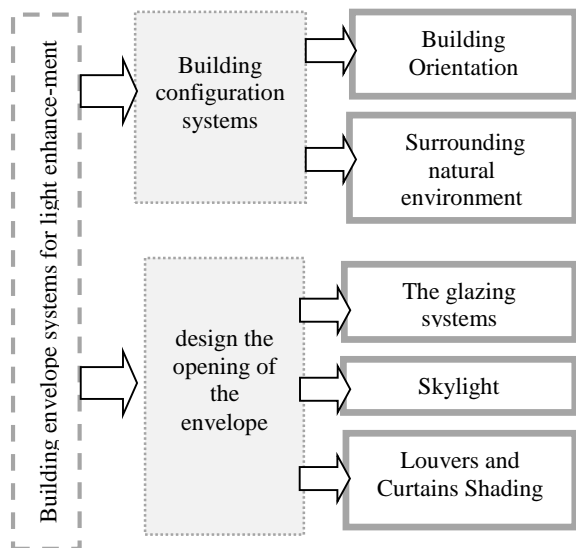 Building envelope systems for light enhance-ment
Building
configuration
systems
Building
Orientation
Surrounding
natural
environment
design the
opening of
the
envelope
The glazing
systems
Skylight
Louvers and
Curtains Shading